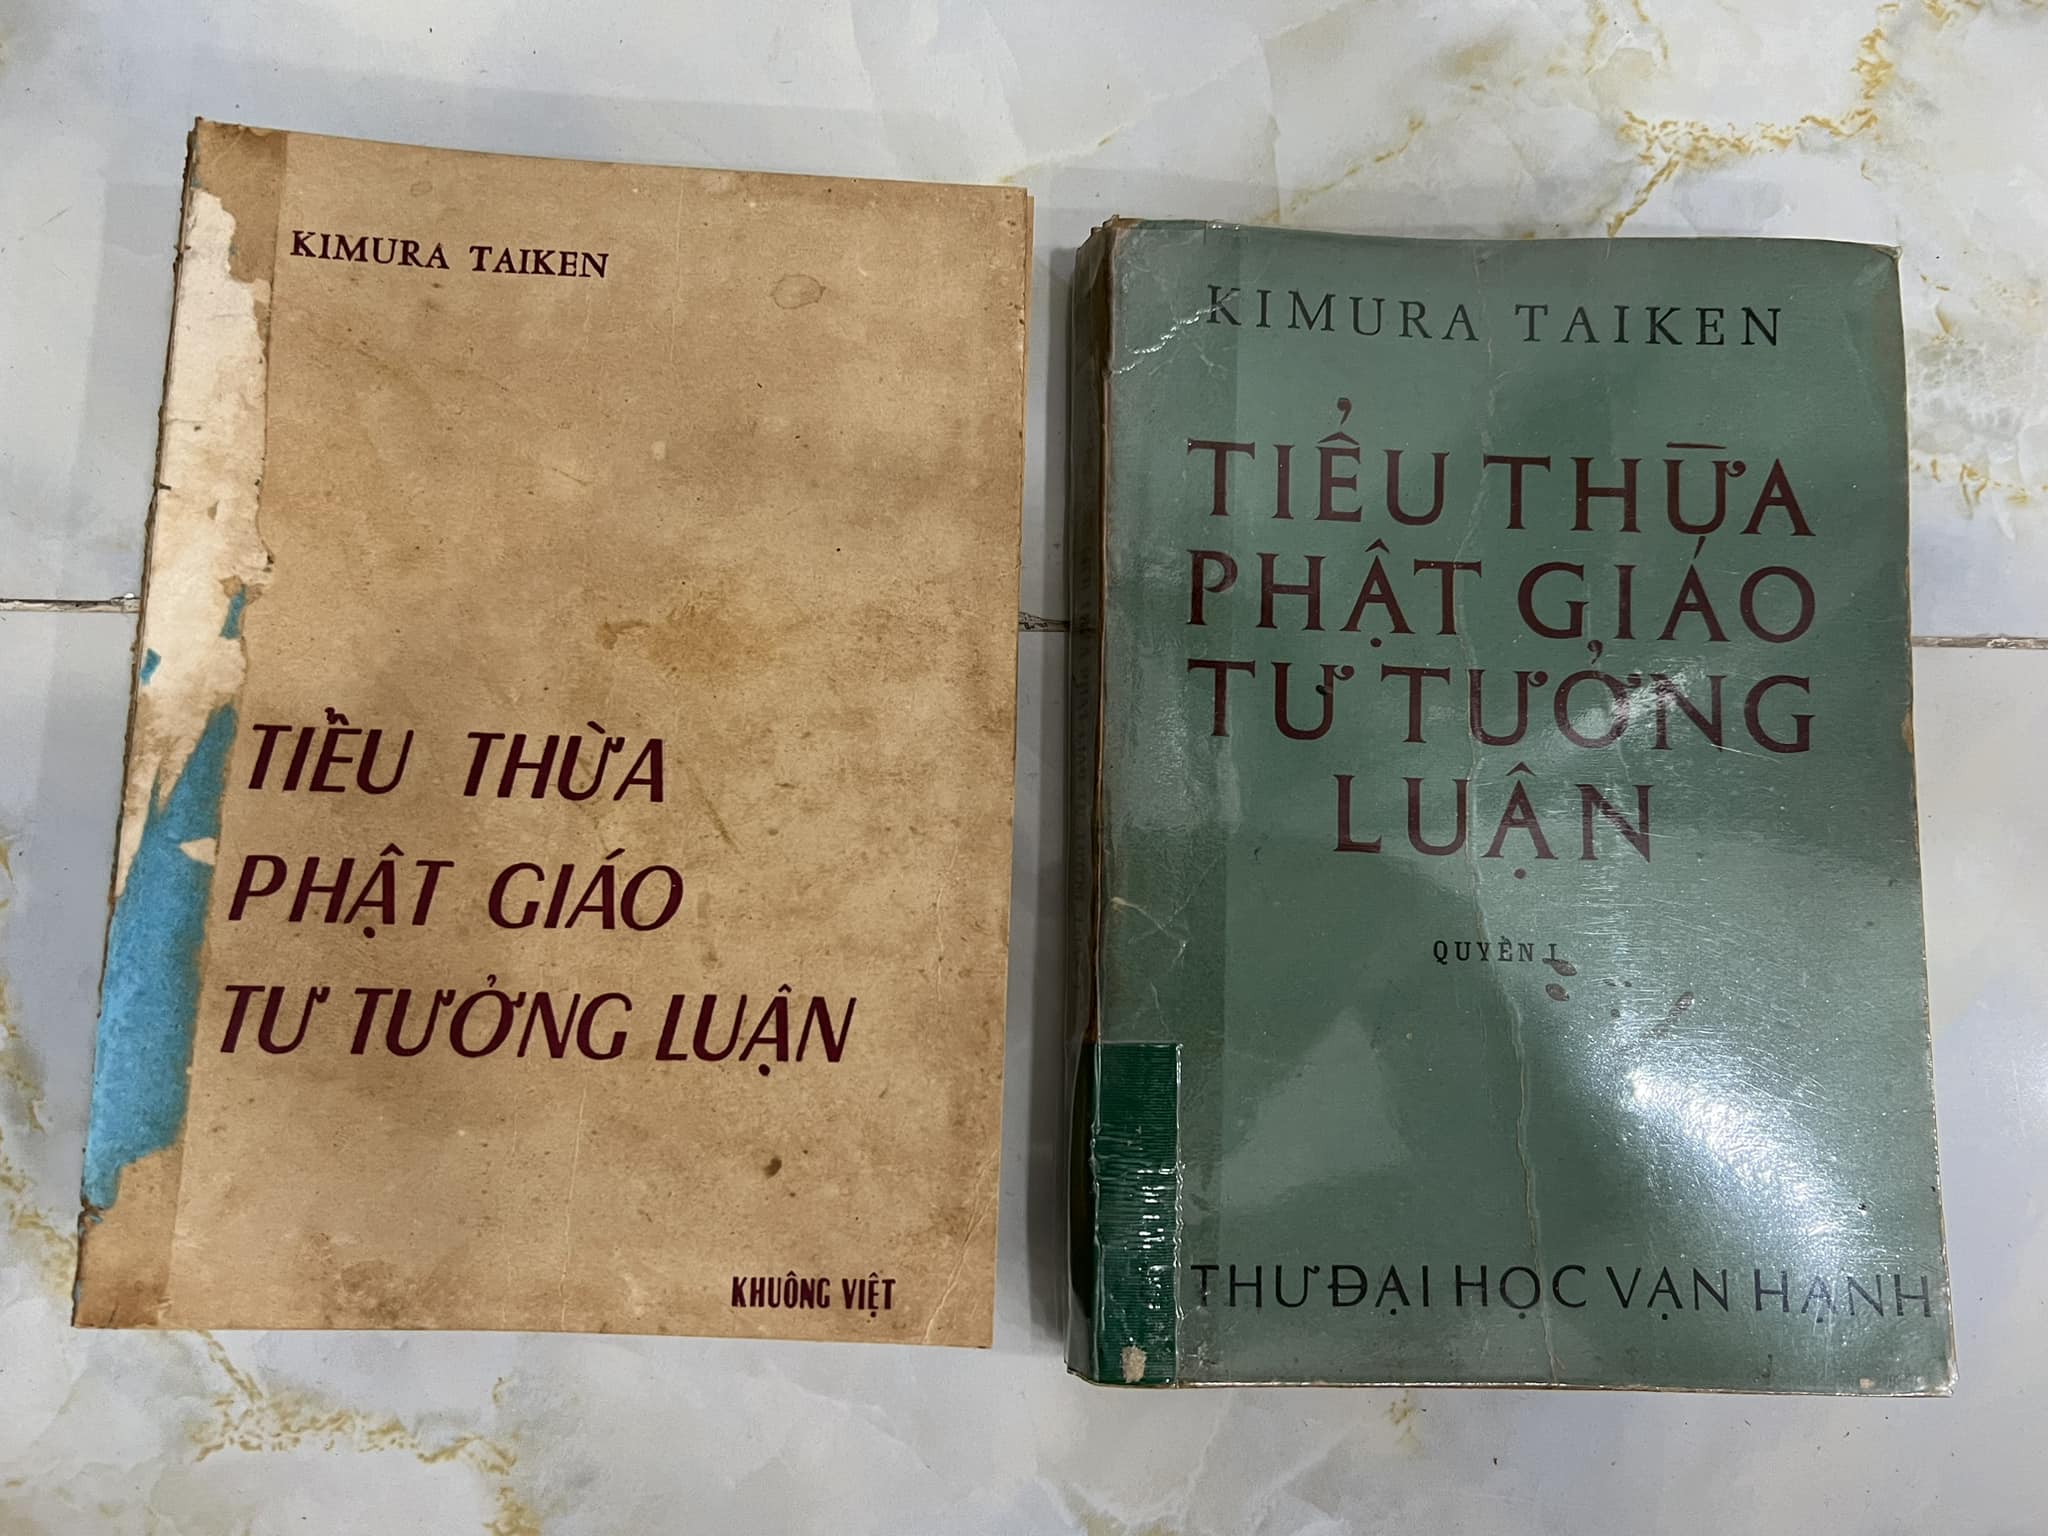 KIMURA TAIKEN
TIỂU THỪA
PHẬT GIÁO
TƯ TƯỞNG LUẬN
KHUÔNG VIỆT
KIMURA TAIKEN
TIỂU THỪA
PHẬT GIÁO
TƯ TƯỞNG
LUẬN
QUYỂN I
THƯ ĐẠI HỌC VẠN HẠNH